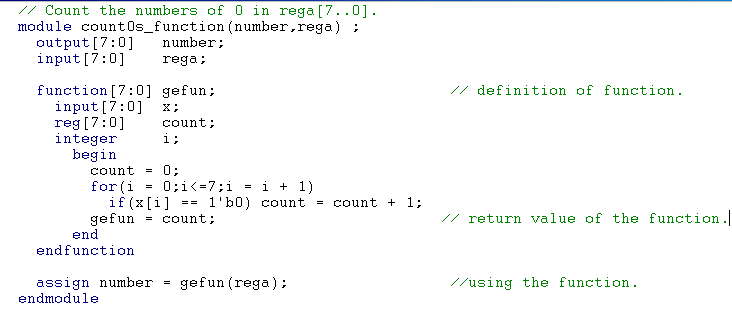 // Count the numbers of 0 in rega[7..0].
module count0s_function(number,rega) ;
output[7:0] number;
input[7:0] rega;
function[7:0] gefun; // definition of function.
input[7:0] x;
reg[7:0] count;
integer i;
begin
count = 0;
for(i = 0;i<=7;i = i + 1)
if(x[i] == 1'b0) count = count + 1;
gefun = count; // return value of the function.
end
endfunction
assign number = gefun(rega); //using the function.
endmodule